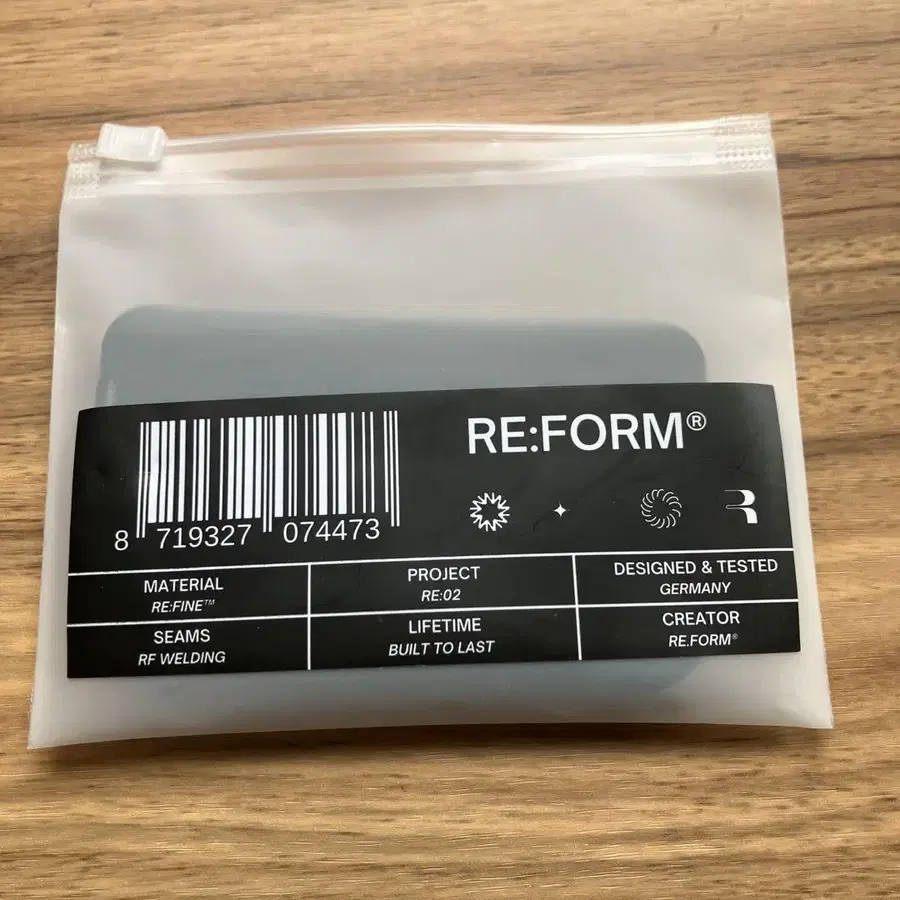 RE:FORM®
8 719327 074473
MATERIAL
RE:FINE™
PROJECT
RE:02
DESIGNED & TESTED
GERMANY
SEAMS
RF WELDING
LIFETIME
BUILT TO LAST
CREATOR
RE:FORM®